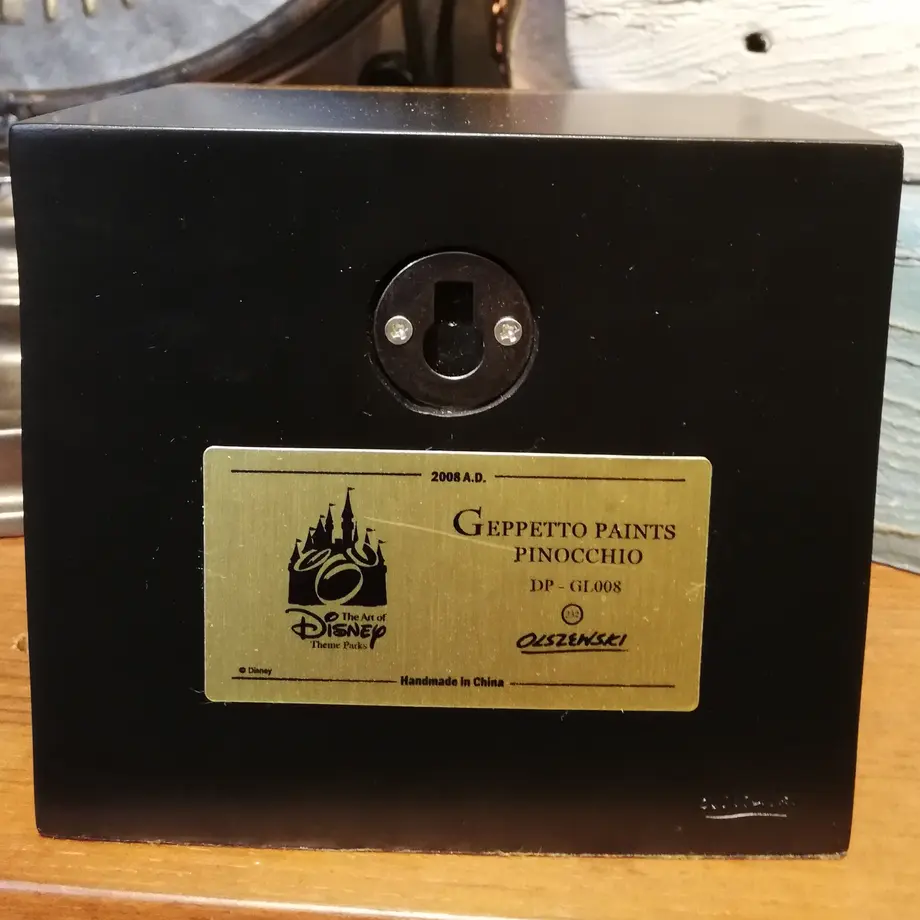 2008 A.D.
GEPPETTO PAINTS
PINOCCHIO
DP - GL008
OLSZEWSKI
The Art of
DISNEY
Theme Parks
© Disney
Handmade in China